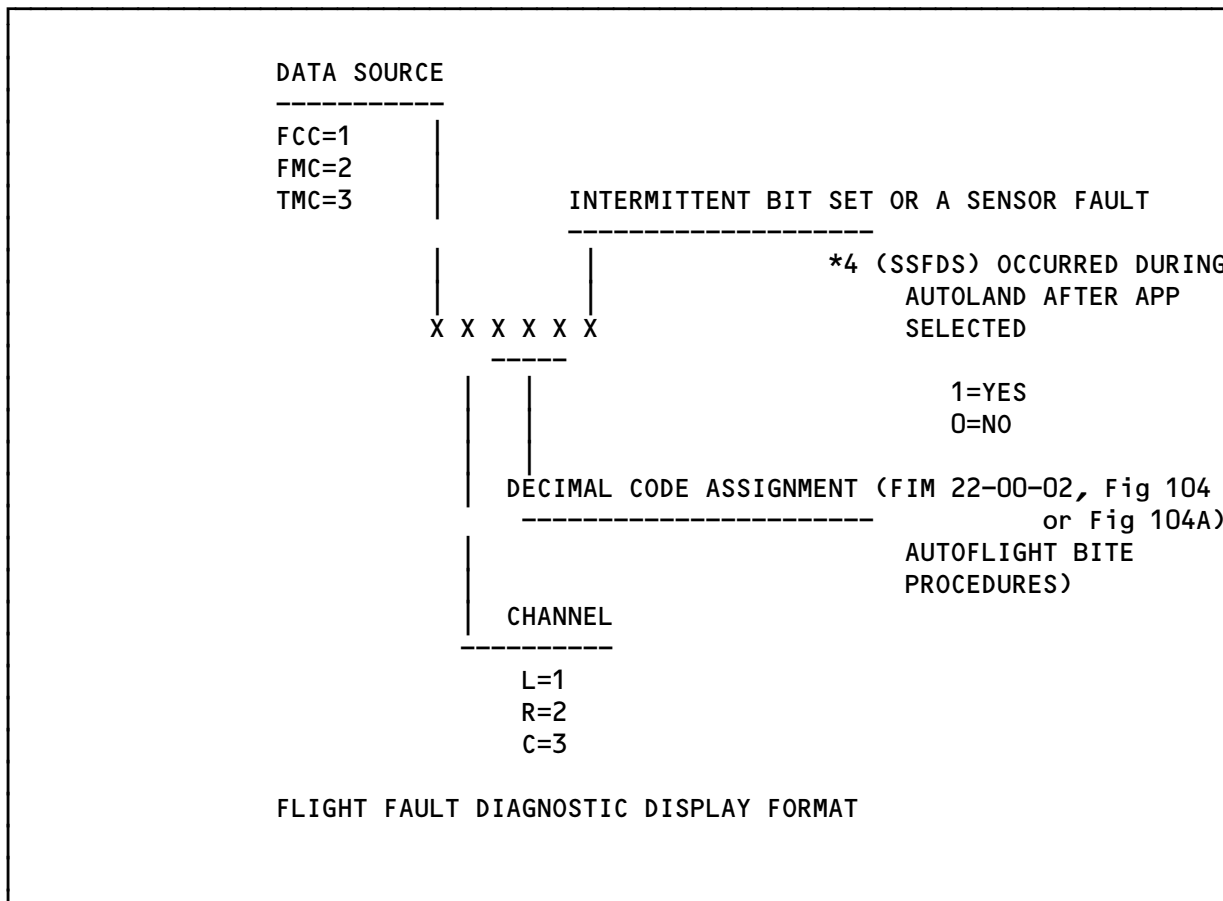 DATA SOURCE
-----------
FCC=1
FMC=2
TMC=3
INTERMITTENT BIT SET OR A SENSOR FAULT
--------------------
*4 (SSFDS) OCCURRED DURING
AUTOLAND AFTER APP
SELECTED
X X X X X X
-----
1=YES
0=NO
DECIMAL CODE ASSIGNMENT (FIM 22-00-02, Fig 104
or Fig 104A)
-----------------------
AUTOFLIGHT BITE
PROCEDURES)
CHANNEL
----------
L=1
R=2
C=3
FLIGHT FAULT DIAGNOSTIC DISPLAY FORMAT